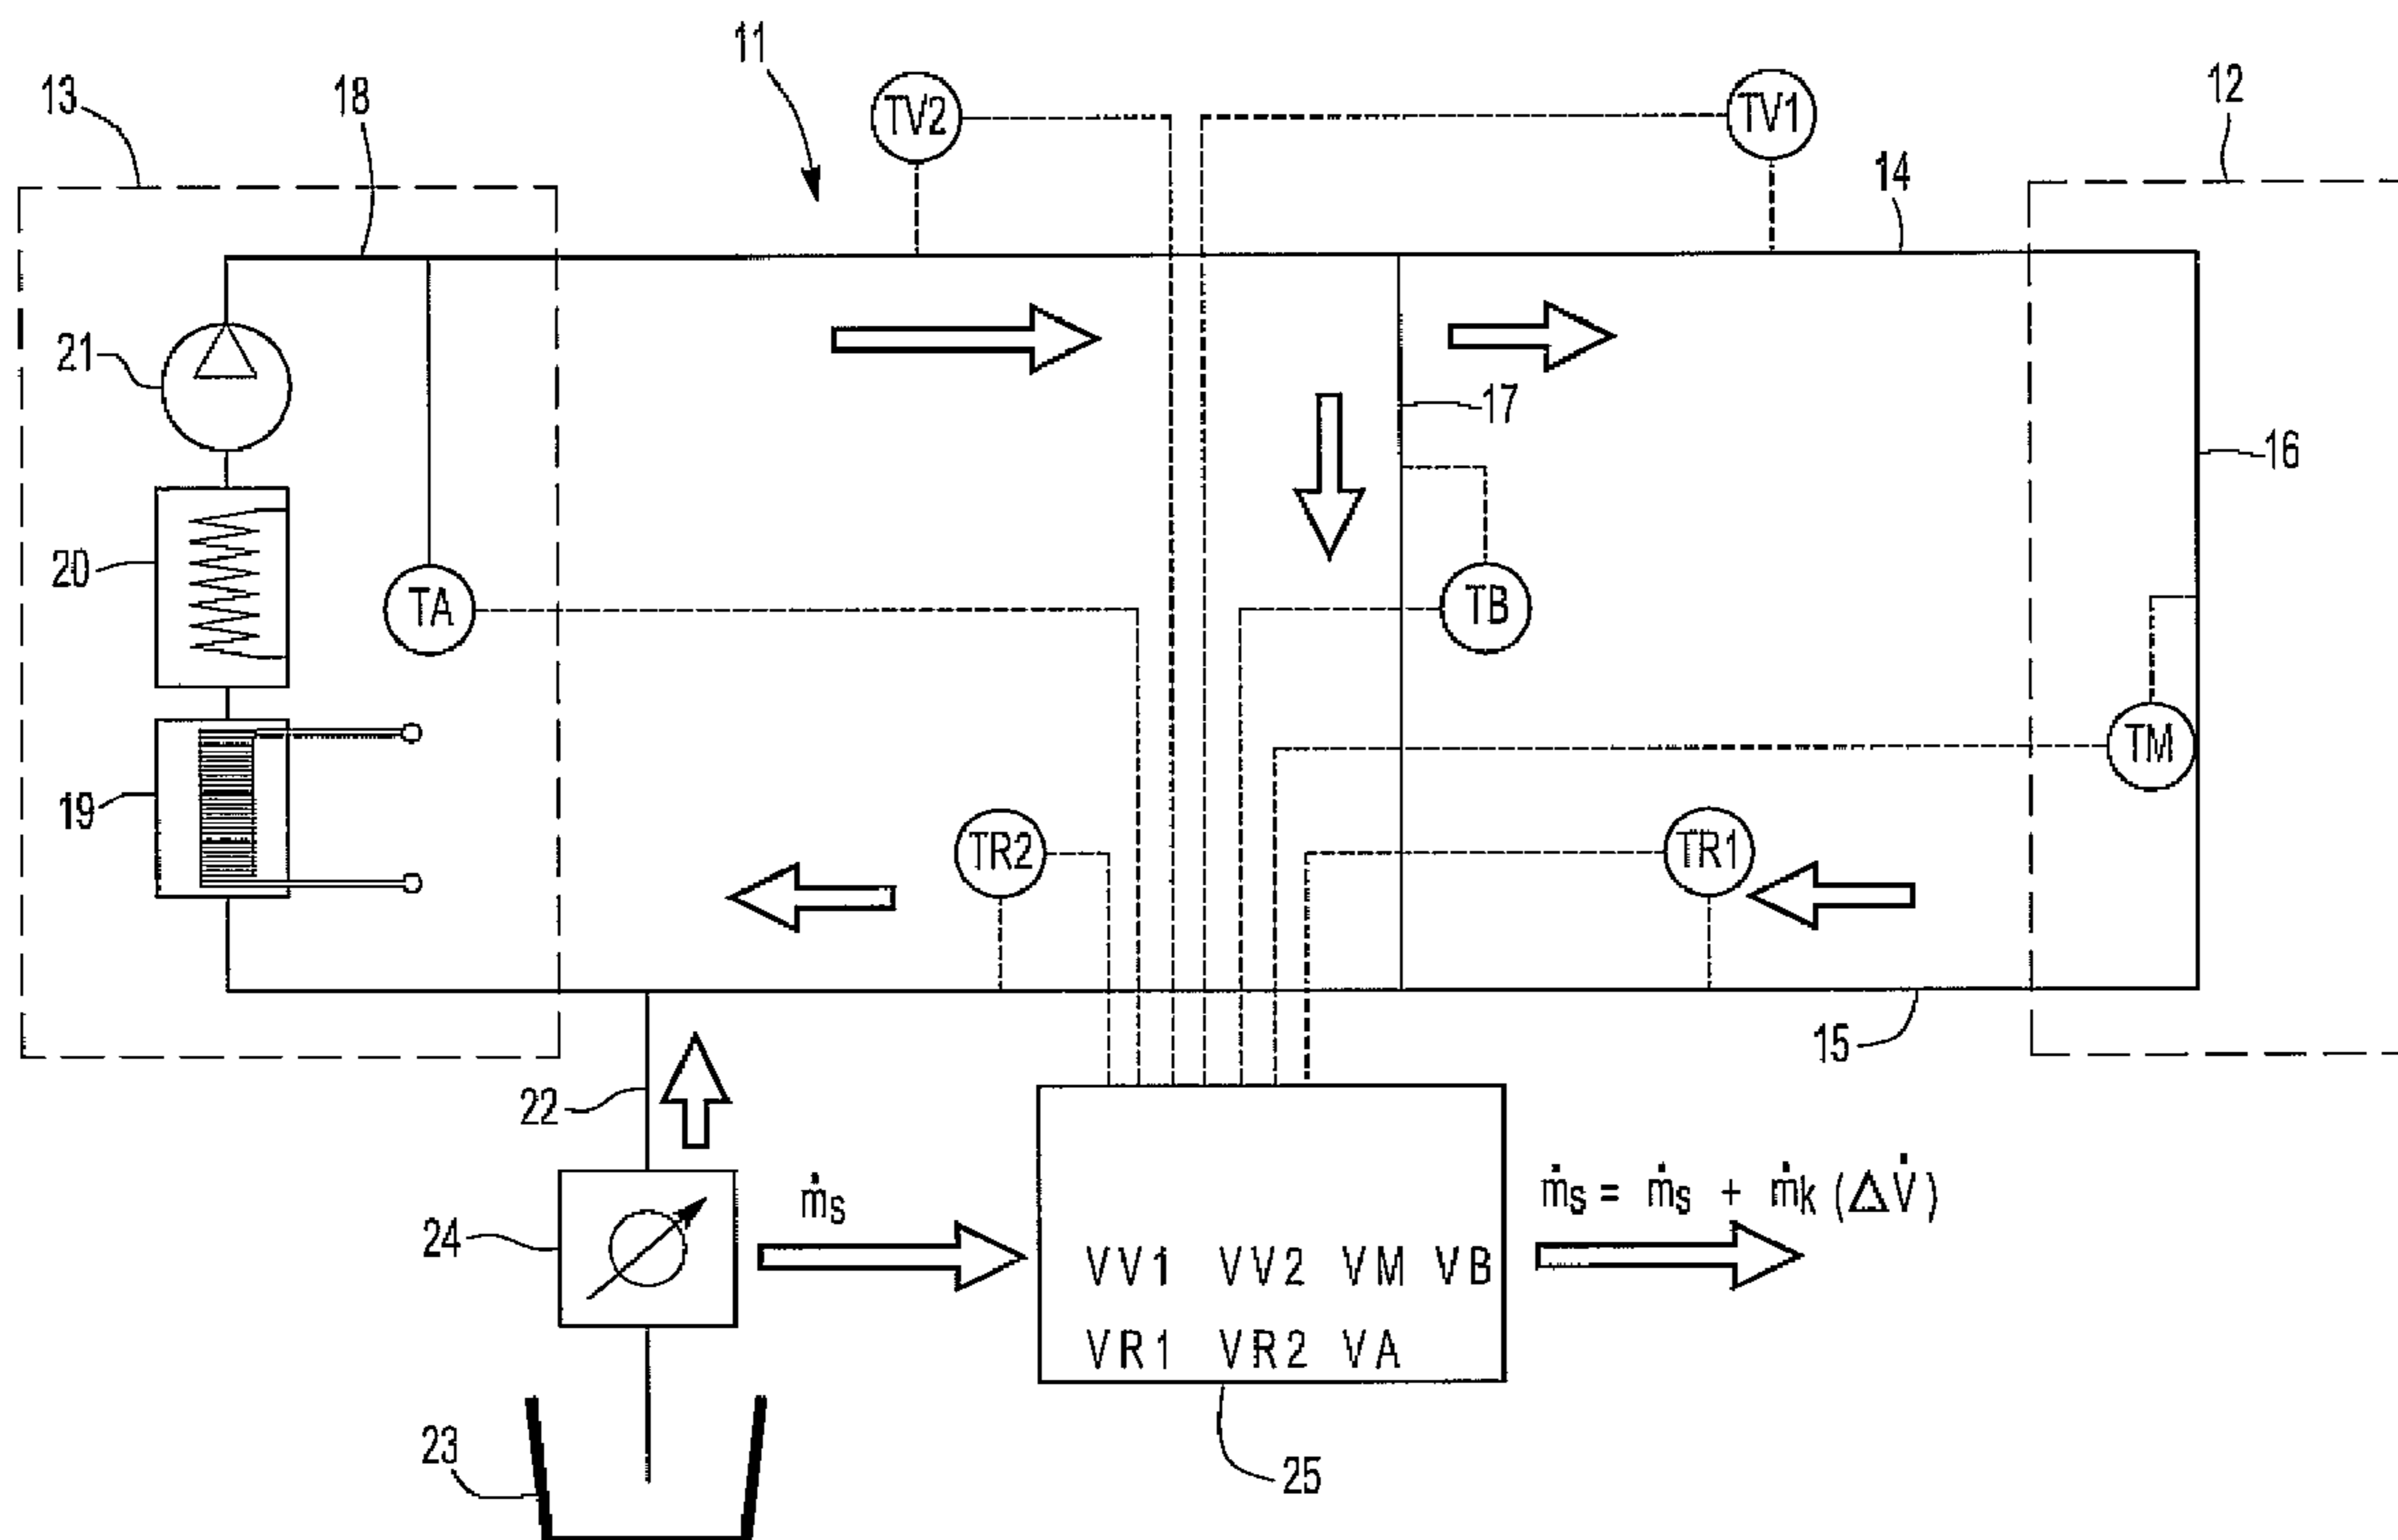 11
13
18
TV2
TV1
12
14
21
17
16
20
TA
TB
TM
19
TR2
TR1
15
22
ṁs
ṁs = ṁs + ṁk (ΔV̇)
24
VV1 VV2 VM VB
VR1 VR2 VA
23
25